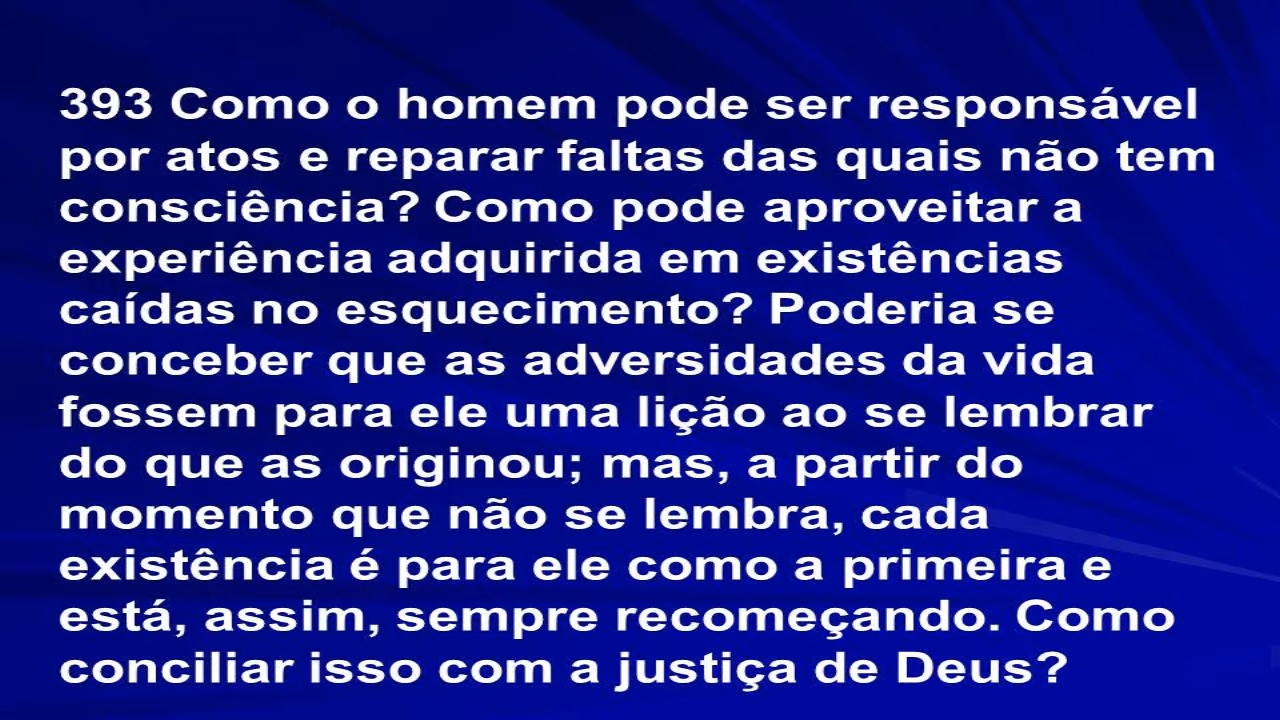 393 Como o homem pode ser responsável
por atos e reparar faltas das quais não tem
consciência? Como pode aproveitar a
experiência adquirida em existências
caídas no esquecimento? Poderia se
conceber que as adversidades da vida
fossem para ele uma lição ao se lembrar
do que as originou; mas, a partir do
momento que não se lembra, cada
existência é para ele como a primeira e
está, assim, sempre recomeçando. Como
conciliar isso com a justiça de Deus?